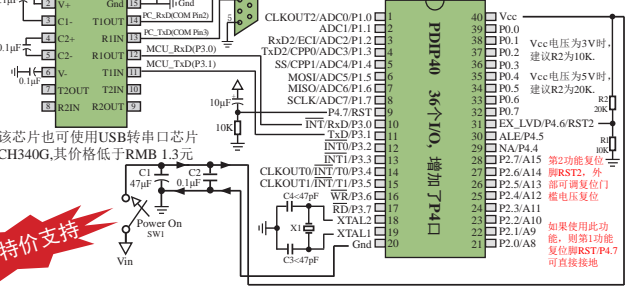 2 V+ Gnd 15 Gnd
3 C1- T1OUT 14 PC_RxD(COM Pin2)
4 C2+ R1IN 13 PC_TxD(COM Pin3)
5 C2- R1OUT 12 MCU_RxD(P3.0)
6 V- T1IN 11 MCU_TxD(P3.1)
7 T2OUT T2IN 10
8 R2IN R2OUT 9
0.1μF
5
10μF
10K
该芯片也可使用USB转串口芯片
CH340G,其价格低于RMB 1.3元
C1
47μF
C2
0.1μF
Power On
SW1
Vin
特价支持
C4<47pF
X1
C3<47pF
CLKOUT2/ADC0/P1.0 1
ADC1/P1.1 2
RxD2/ECI/ADC2/P1.2 3
TxD2/CPP0/ADC3/P1.3 4
SS/CPP1/ADC4/P1.4 5
MOSI/ADC5/P1.5 6
MISO/ADC6/P1.6 7
SCLK/ADC7/P1.7 8
P4.7/RST 9
INT/RxD/P3.0 10
TxD/P3.1 11
INT0/P3.2 12
INT1/P3.3 13
CLKOUT0/INT/T0/P3.4 14
CLKOUT1/INT/T1/P3.5 15
WR/P3.6 16
RD/P3.7 17
XTAL2 18
XTAL1 19
Gnd 20
PDIP40 36个I/O, 增加了P4口
40 Vcc
39 P0.0
38 P0.1
37 P0.2
36 P0.3
35 P0.4
34 P0.5
33 P0.6
32 P0.7
31 EX_LVD/P4.6/RST2
30 ALE/P4.5
29 NA/P4.4
28 P2.7/A15
27 P2.6/A14
26 P2.5/A13
25 P2.4/A12
24 P2.3/A11
23 P2.2/A10
22 P2.1/A9
21 P2.0/A8
Vcc电压为3V时,
建议R2为10K.
Vcc电压为5V时,
建议R2为20K.
R2
20K
R1
10K
第2功能复位
脚RST2，外
部可调复位门
槛电压复位
如果使用此功
能，则第1功能
复位脚RST/P4.7
可直接接地